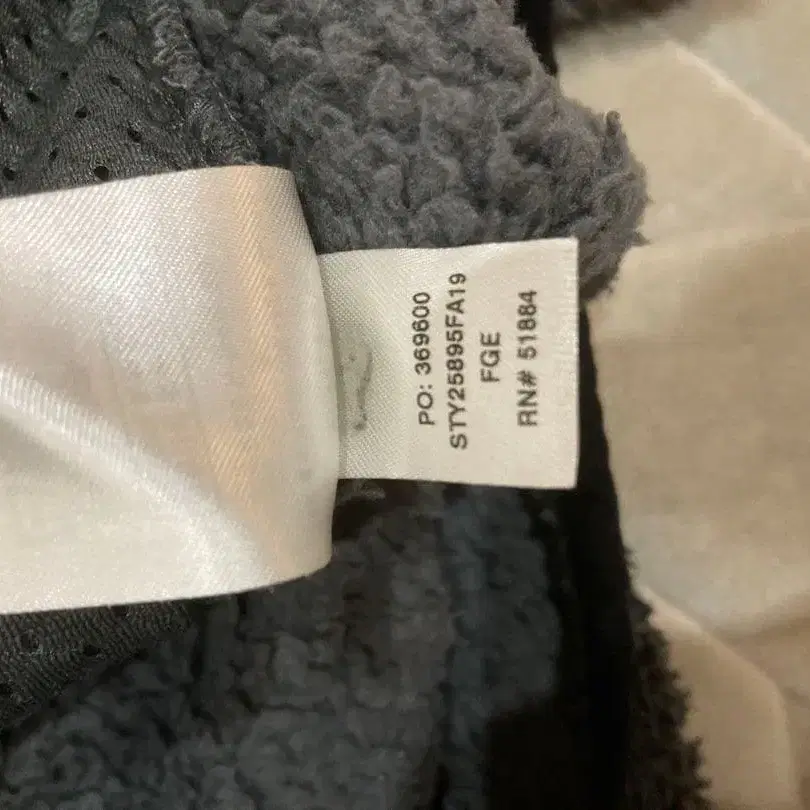 PO: 369600
STY25895FA19
FGE
RN# 51884